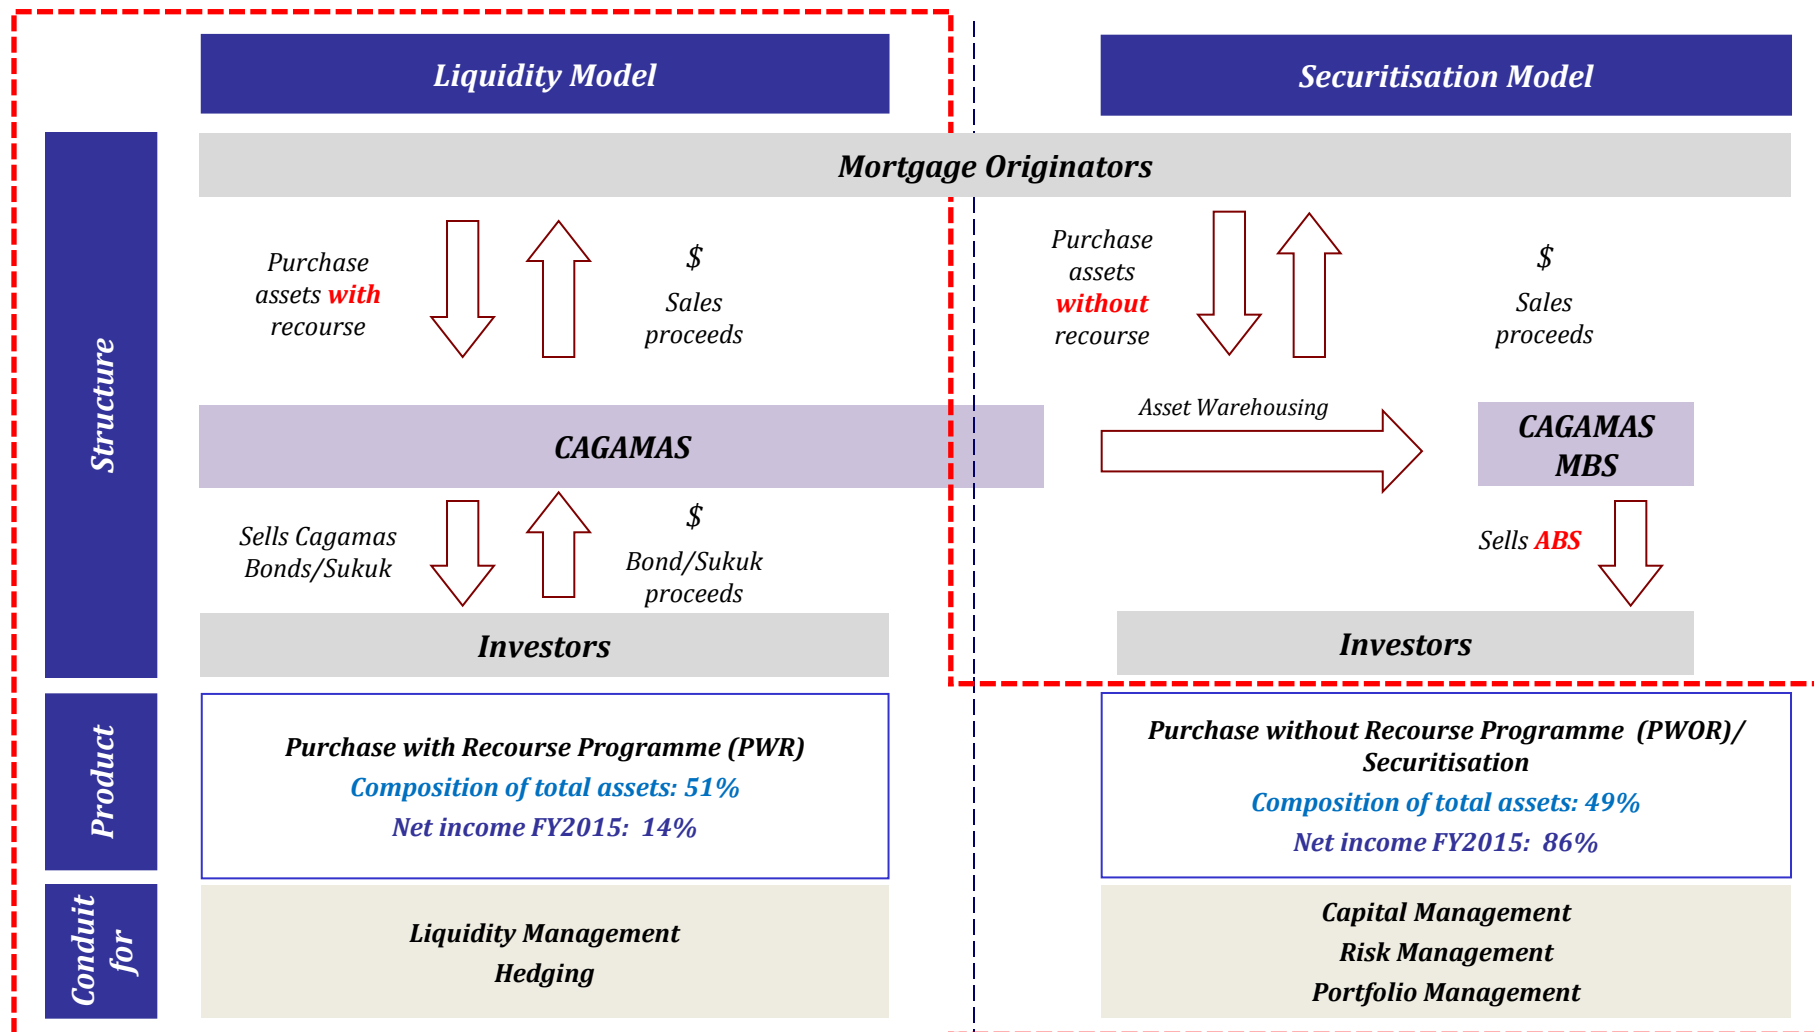 Liquidity Model
Securitisation Model
Structure
Mortgage Originators
Purchase
assets with
recourse
$
Sales
proceeds
Purchase
assets
without
recourse
$
Sales
proceeds
CAGAMAS
Asset Warehousing
CAGAMAS
MBS
Sells Cagamas
Bonds/Sukuk
$
Bond/Sukuk
proceeds
Sells ABS
Investors
Investors
Product
Purchase with Recourse Programme (PWR)
Composition of total assets: 51%
Net income FY2015: 14%
Purchase without Recourse Programme (PWOR)/
Securitisation
Composition of total assets: 49%
Net income FY2015: 86%
Conduit
for
Liquidity Management
Hedging
Capital Management
Risk Management
Portfolio Management